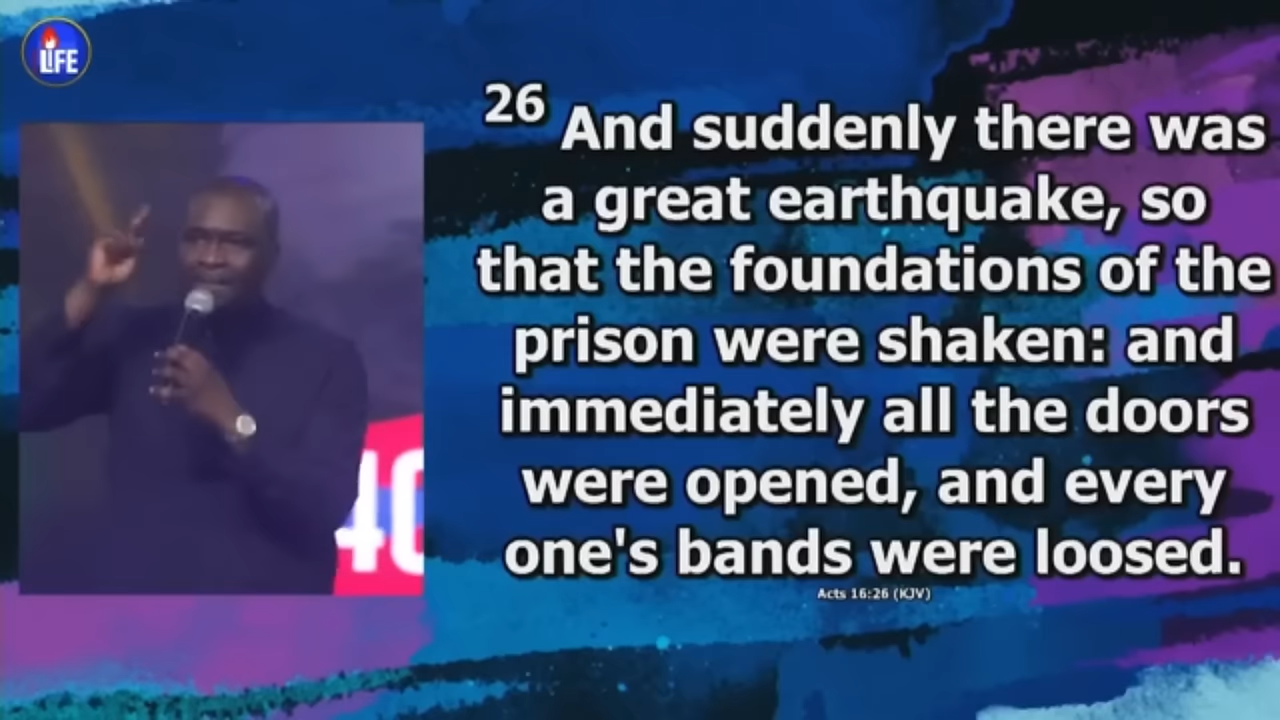 LIFE
26 And suddenly there was
a great earthquake, so
that the foundations of the
prison were shaken: and
immediately all the doors
were opened, and every
one's bands were loosed.
Acts 16:26 (KJV)
40